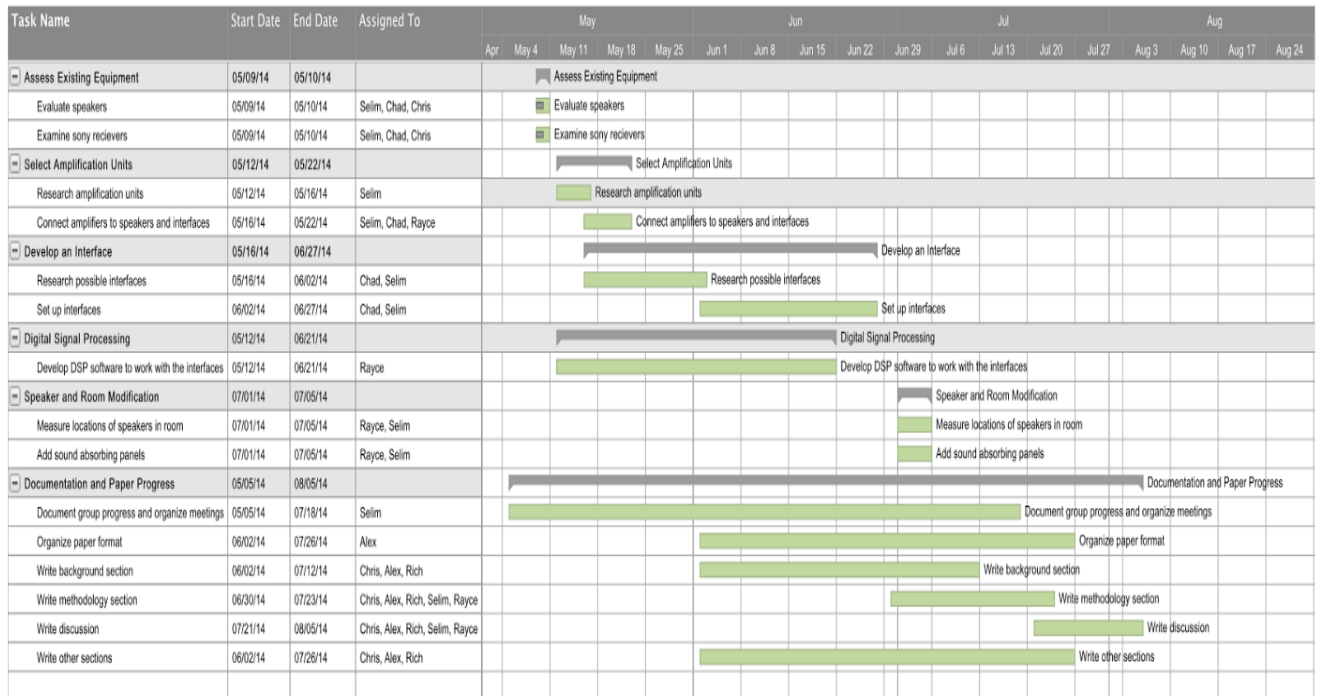 Task Name Start Date End Date Assigned To May Jun Jul Aug
Apr May 4 May 11 May 18 May 25 Jun 1 Jun 8 Jun 15 Jun 22 Jun 29 Jul 6 Jul 13 Jul 20 Jul 27 Aug 3 Aug 10 Aug 17 Aug 24
Assess Existing Equipment 05/09/14 05/10/14 Assess Existing Equipment
Evaluate speakers 05/09/14 05/10/14 Selim, Chad, Chris Evaluate speakers
Examine sony recievers 05/09/14 05/10/14 Selim, Chad, Chris Examine sony recievers
Select Amplification Units 05/12/14 05/22/14 Select Amplification Units
Research amplification units 05/12/14 05/16/14 Selim Research amplification units
Connect amplifiers to speakers and interfaces 05/16/14 05/22/14 Selim, Chad, Rayce Connect amplifiers to speakers and interfaces
Develop an Interface 05/16/14 06/27/14 Develop an Interface
Research possible interfaces 05/16/14 06/02/14 Chad, Selim Research possible interfaces
Set up interfaces 06/02/14 06/27/14 Chad, Selim Set up interfaces
Digital Signal Processing 05/12/14 06/21/14 Digital Signal Processing
Develop DSP software to work with the interfaces 05/12/14 06/21/14 Rayce Develop DSP software to work with the interfaces
Speaker and Room Modification 07/01/14 07/05/14 Speaker and Room Modification
Measure locations of speakers in room 07/01/14 07/05/14 Rayce, Selim Measure locations of speakers in room
Add sound absorbing panels 07/01/14 07/05/14 Rayce, Selim Add sound absorbing panels
Documentation and Paper Progress 05/05/14 08/05/14 Documentation and Paper Progress
Document group progress and organize meetings 05/05/14 07/18/14 Selim Document group progress and organize meetings
Organize paper format 06/02/14 07/26/14 Alex Organize paper format
Write background section 06/02/14 07/12/14 Chris, Alex, Rich Write background section
Write methodology section 06/30/14 07/23/14 Chris, Alex, Rich, Selim, Rayce Write methodology section
Write discussion 07/21/14 08/05/14 Chris, Alex, Rich, Selim, Rayce Write discussion
Write other sections 06/02/14 07/26/14 Chris, Alex, Rich Write other sections